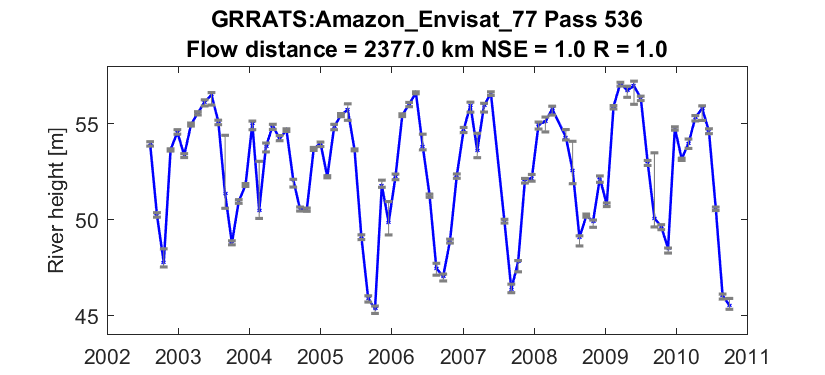 GRRATS:Amazon_Envisat_77 Pass 536
Flow distance = 2377.0 km NSE = 1.0 R = 1.0
River height [m]
55
50
45
2002 2003 2004 2005 2006 2007 2008 2009 2010 2011